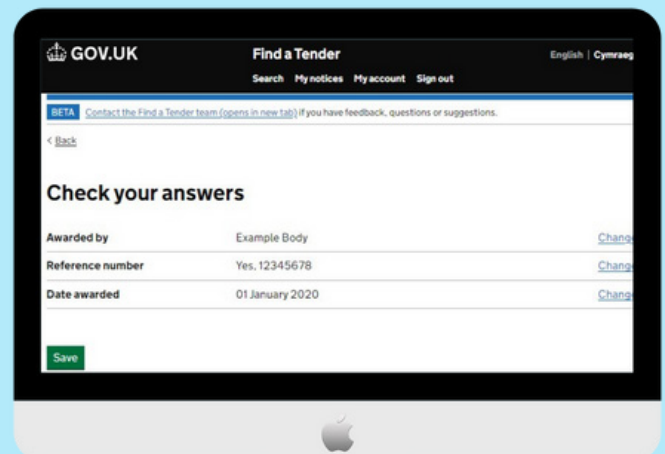 GOV.UK
Find a Tender
English | Cymraeg
Search My notices My account Sign out
BETA Contact the Find a Tender team (opens in new tab) if you have feedback, questions or suggestions.
< Back
Check your answers
Awarded by Example Body Change
Reference number Yes, 12345678 Change
Date awarded 01 January 2020 Change
Save